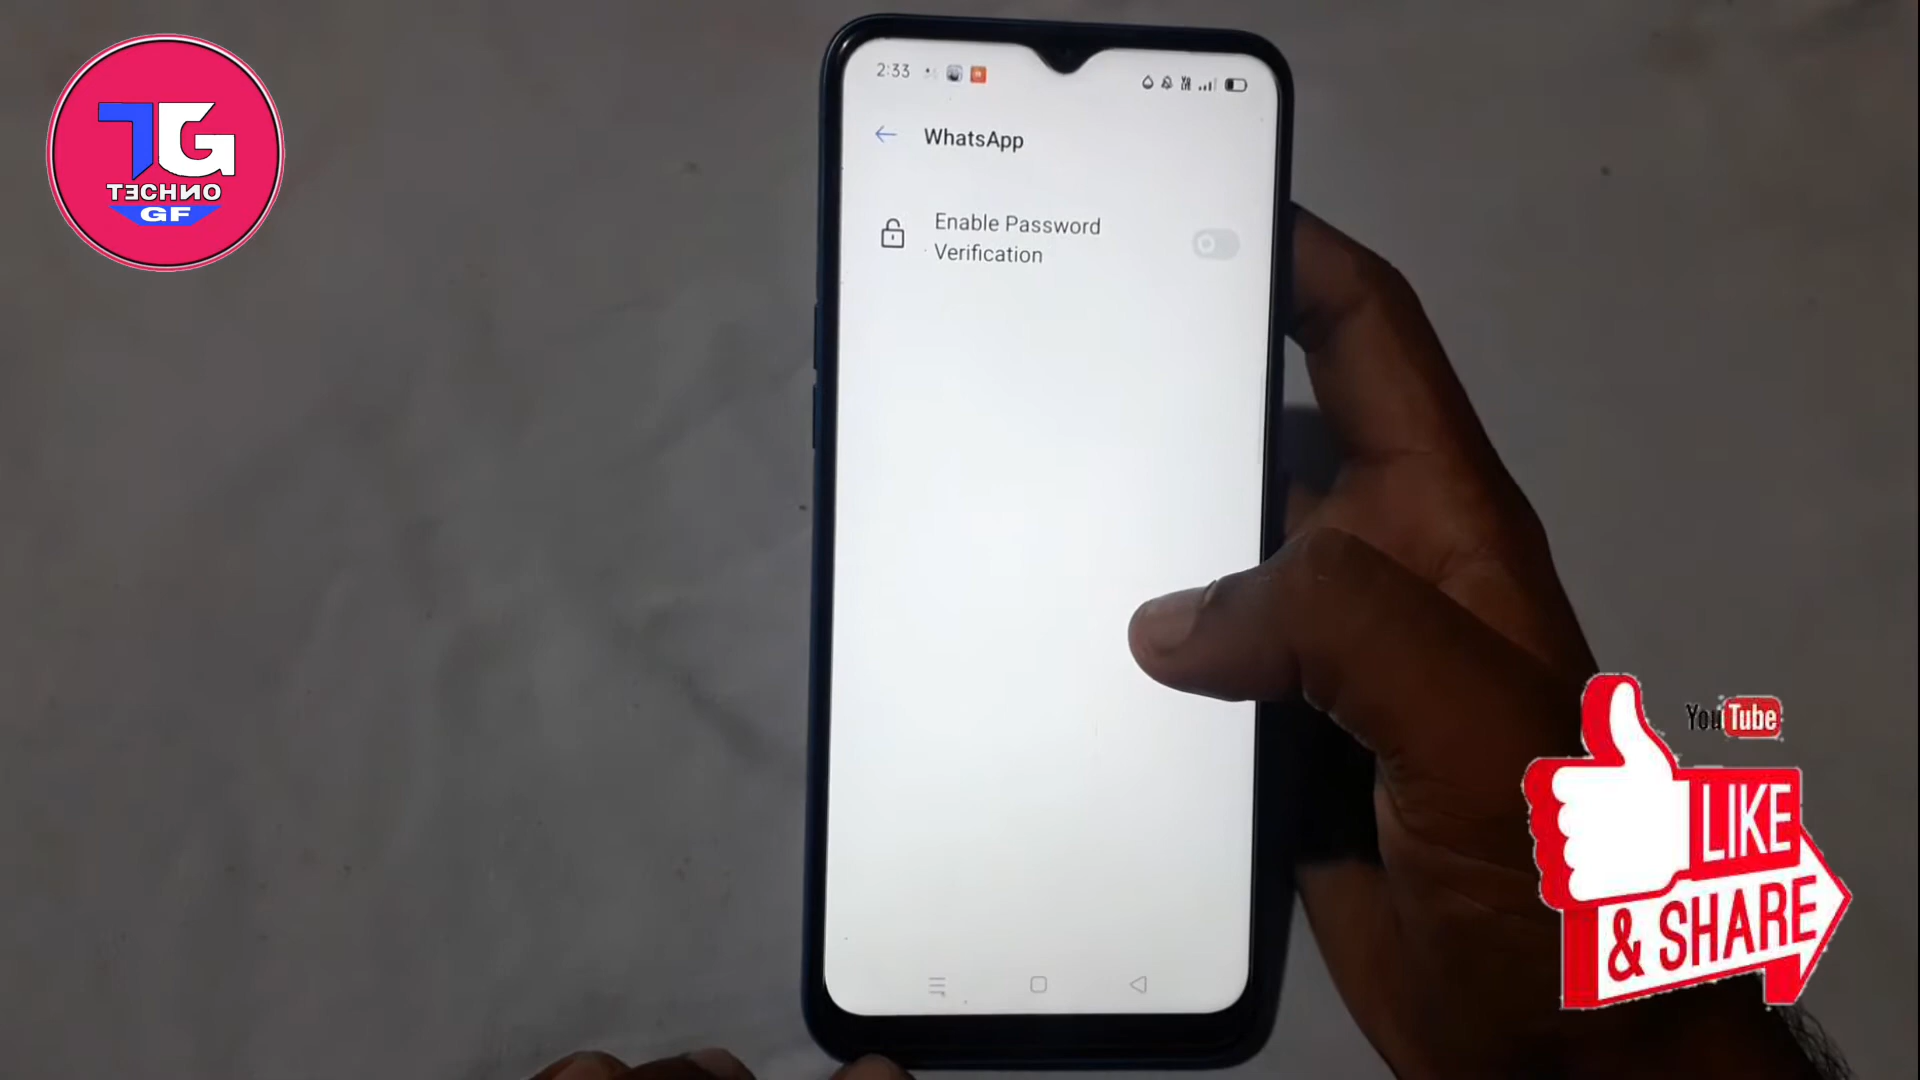 TG
TECHNO
GF
2:33
WhatsApp
Enable Password
Verification
YouTube
LIKE
& SHARE